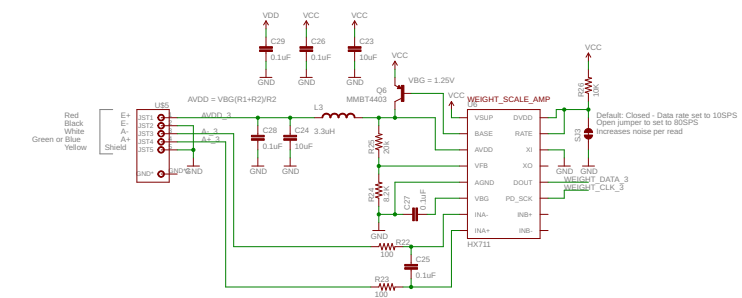 VDD
VCC
VCC
C29
0.1uF
C26
0.1uF
C23
10uF
GND
GND
GND
VCC
VBG = 1.25V
Q6
MMBT4403
AVDD = VBG(R1+R2)/R2
U$5
Red
Black
White
Green or Blue
Yellow
E+
E-
A-
A+
Shield
JST1
JST2
JST3
JST4
JST5
GND*
GND
AVDD_3
A-_3
A+_3
L3
3.3uH
C28
0.1uF
C24
10uF
GND
GND
R25
20k
R24
8.2K
C27
0.1uF
GND
R22
100
C25
0.1uF
R23
100
VCC
WEIGHT_SCALE_AMP
U6
VSUP
BASE
AVDD
VFB
AGND
VBG
INA-
INA+
DVDD
RATE
XI
XO
DOUT
PD_SCK
INB+
INB-
HX711
VCC
R26
10K
SJ3
Default: Closed - Data rate set to 10SPS
Open jumper to set to 80SPS
Increases noise per read
GND
GND
WEIGHT_DATA_3
WEIGHT_CLK_3